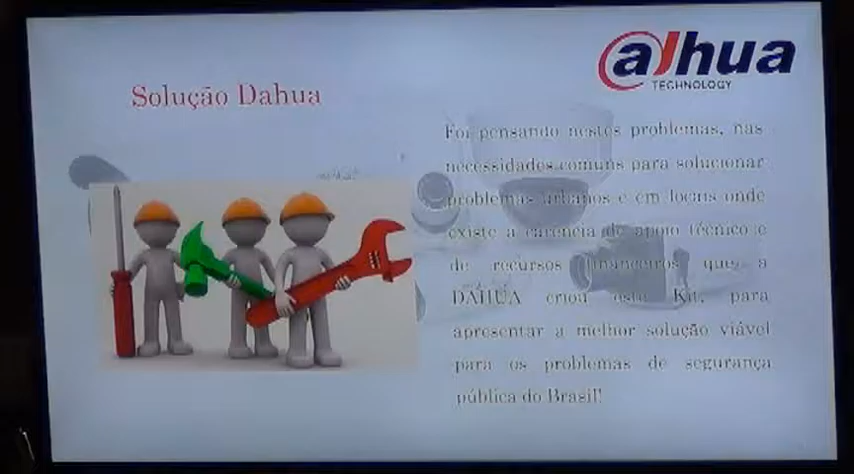 alhua
TECHNOLOGY
Solução Dahua
Foi pensando nestes problemas, nas
necessidades comuns para solucionar
problemas urbanos e em locais onde
existe a carência de apoio técnico e
de recursos financeiros que a
DAHUA criou este Kit, para
apresentar a melhor solução viável
para os problemas de segurança
pública do Brasil!